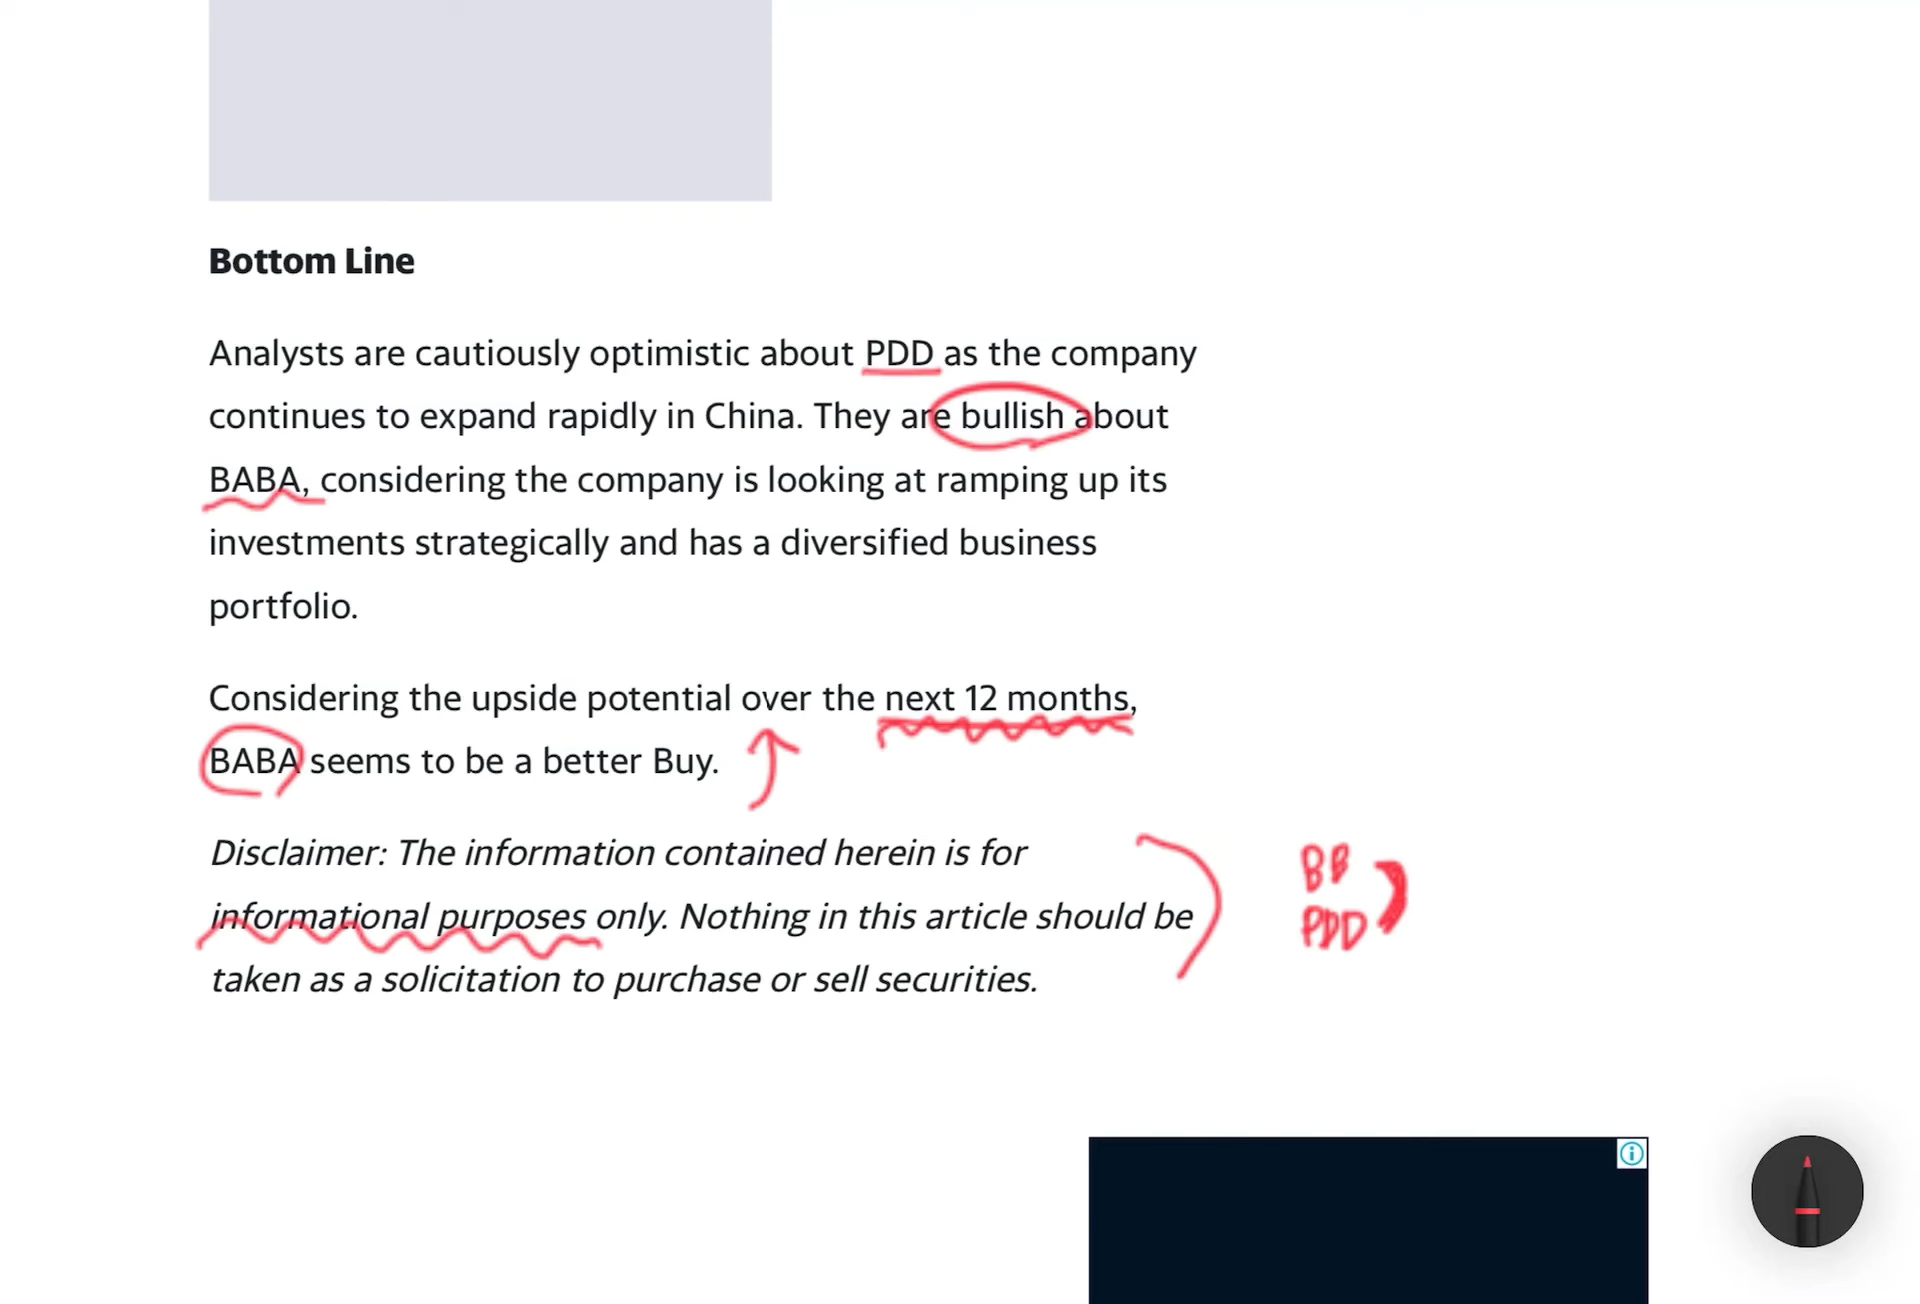 Bottom Line
Analysts are cautiously optimistic about PDD as the company
continues to expand rapidly in China. They are bullish about
BABA, considering the company is looking at ramping up its
investments strategically and has a diversified business
portfolio.
Considering the upside potential over the next 12 months,
BABA seems to be a better Buy.
Disclaimer: The information contained herein is for
informational purposes only. Nothing in this article should be
taken as a solicitation to purchase or sell securities.
BB
PDD